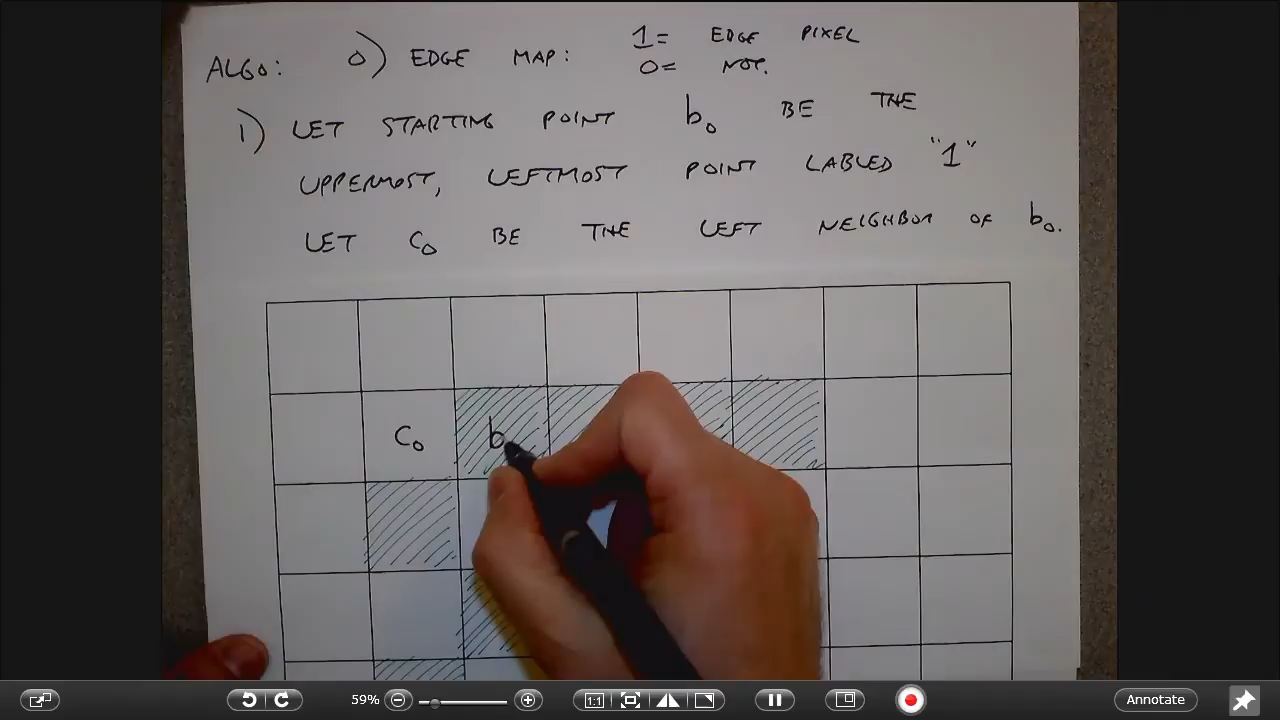 ALGO: 0) EDGE MAP: 1= EDGE PIXEL
0= NOT.
1) LET STARTING POINT b0 BE THE
UPPERMOST, LEFTMOST POINT LABLED "1"
LET C0 BE THE LEFT NEIGHBOR OF b0.
C0 b
59% 1:1 Annotate